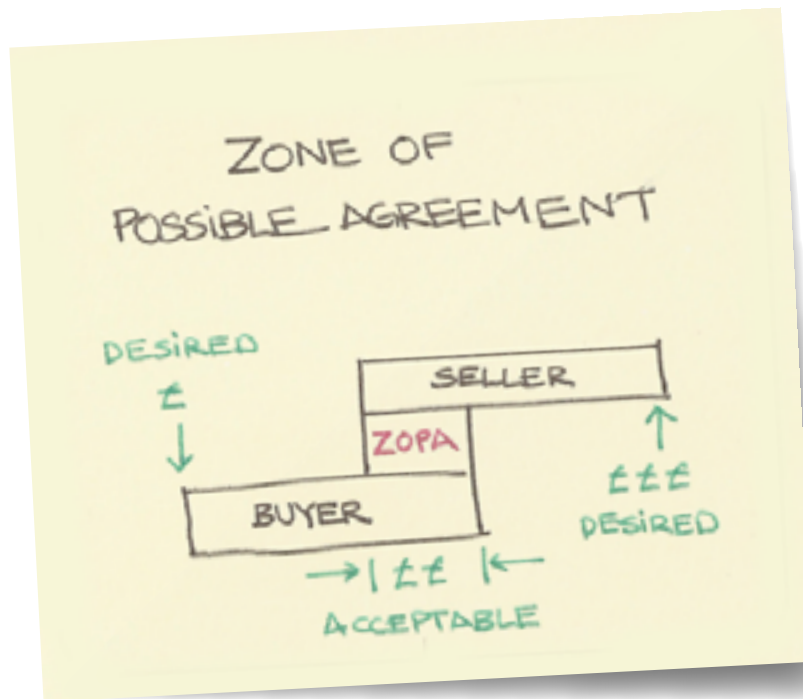 ZONE OF
POSSiBLE AGREEMENT
DESiRED
£
SELLER
ZOPA
BUYER
£££
DESiRED
££
ACCEPTABLE